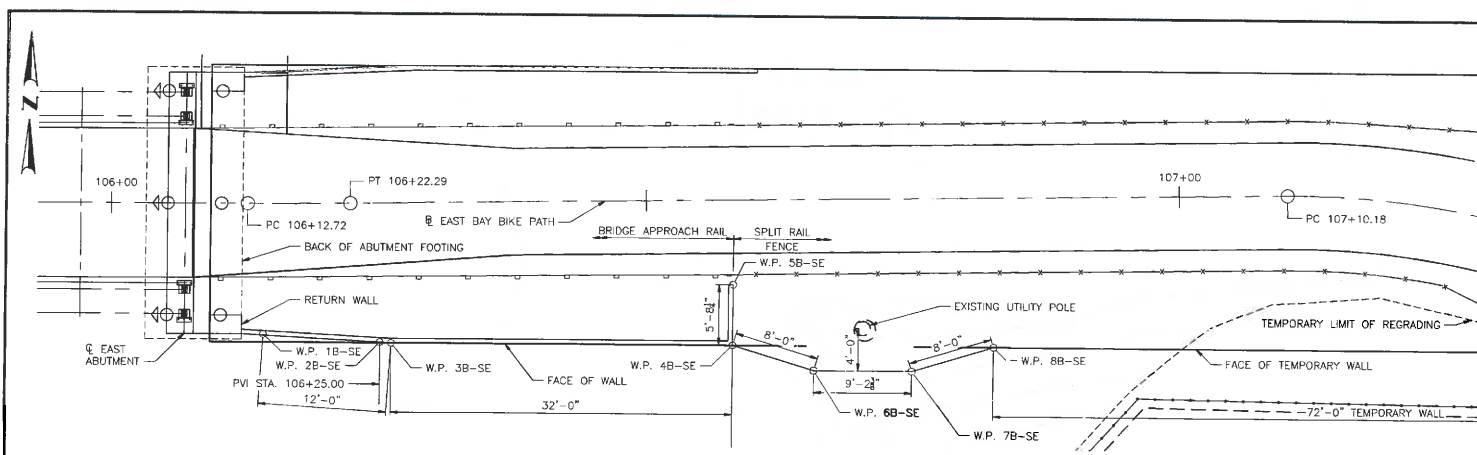 N
106+00
PT 106+22.29
107+00
PC 106+12.72
℄ EAST BAY BIKE PATH
PC 107+10.18
BRIDGE APPROACH RAIL
SPLIT RAIL
FENCE
BACK OF ABUTMENT FOOTING
W.P. 5B-SE
RETURN WALL
5'-8½"
EXISTING UTILITY POLE
TEMPORARY LIMIT OF REGRADING
8'-0"
4'-0"
8'-0"
℄ EAST
ABUTMENT
W.P. 1B-SE
W.P. 2B-SE
W.P. 3B-SE
W.P. 4B-SE
W.P. 8B-SE
FACE OF WALL
FACE OF TEMPORARY WALL
PVI STA. 106+25.00
9'-2⅜"
12'-0"
32'-0"
W.P. 6B-SE
W.P. 7B-SE
72'-0" TEMPORARY WALL